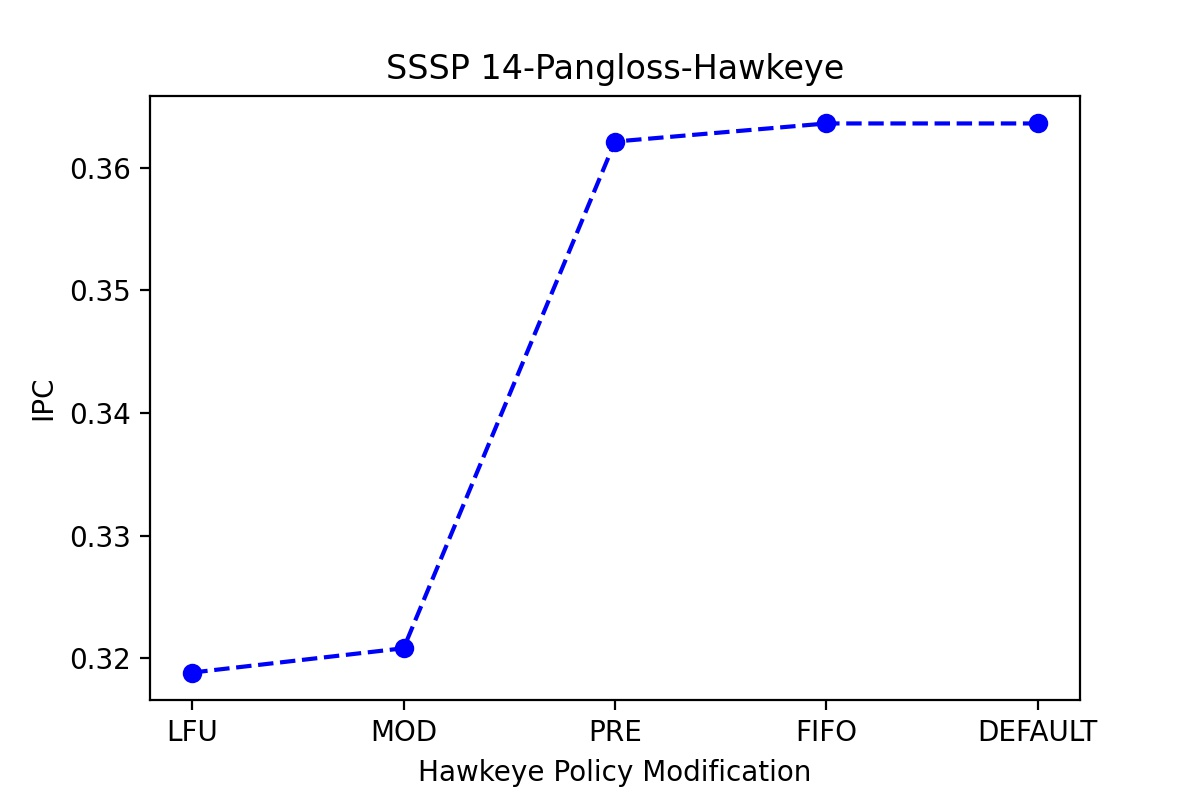 SSSP 14-Pangloss-Hawkeye
0.36
0.35
0.34
0.33
0.32
IPC
LFU MOD PRE FIFO DEFAULT
Hawkeye Policy Modification